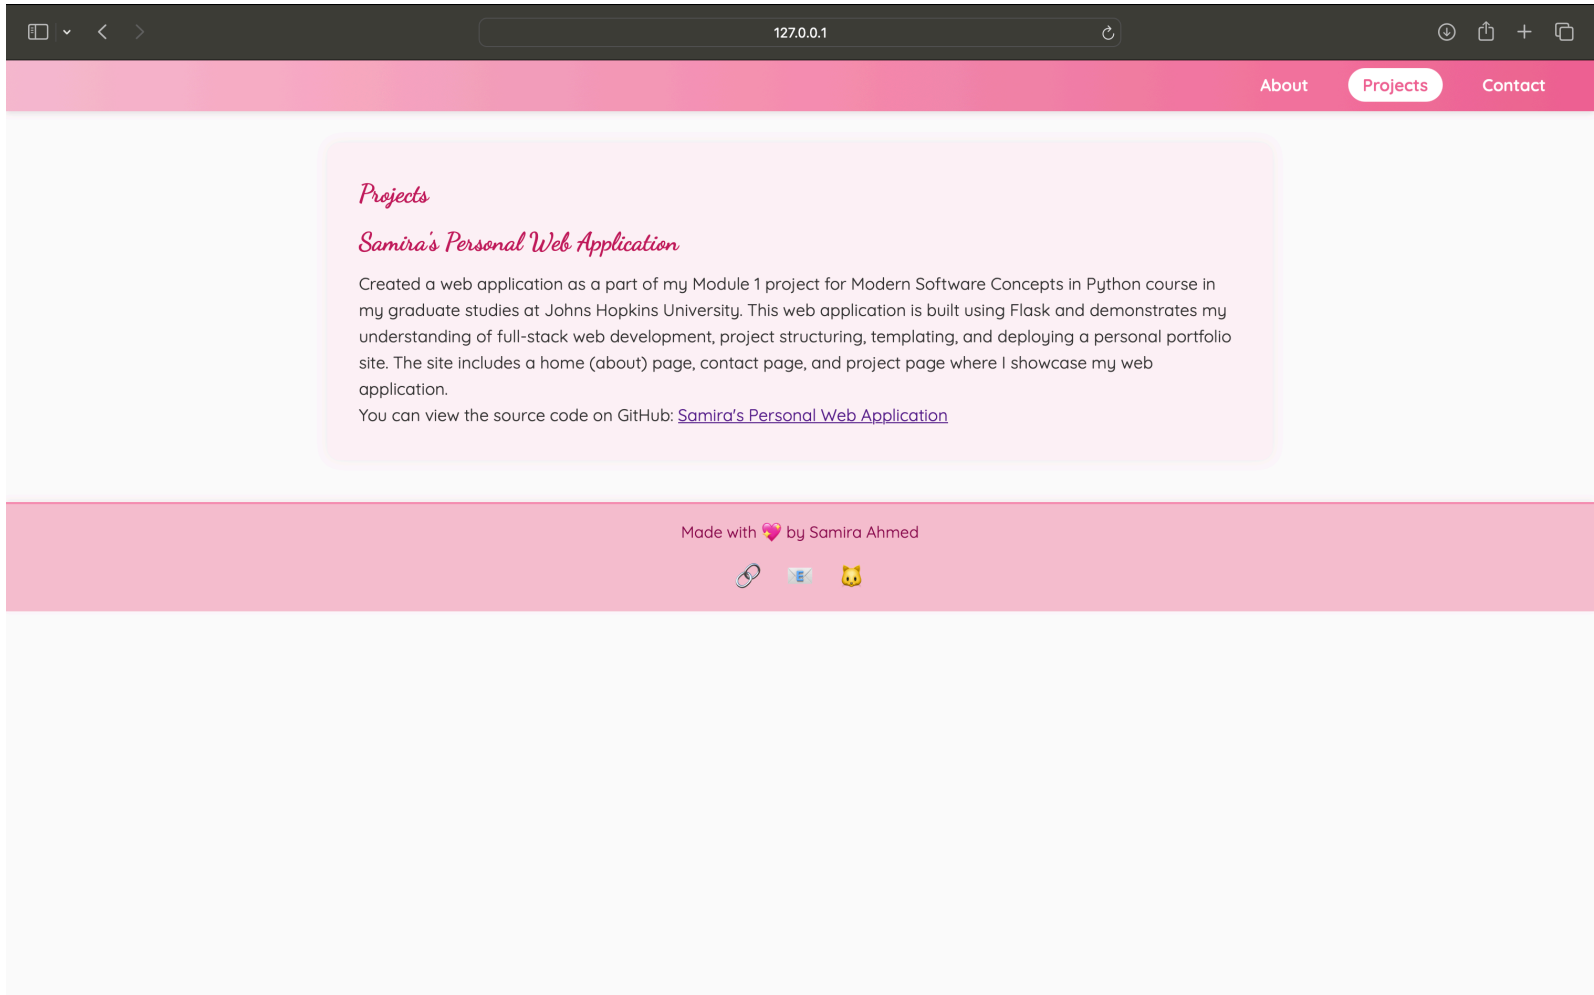 127.0.0.1
About Projects Contact
Projects
Samira's Personal Web Application
Created a web application as a part of my Module 1 project for Modern Software Concepts in Python course in
my graduate studies at Johns Hopkins University. This web application is built using Flask and demonstrates my
understanding of full-stack web development, project structuring, templating, and deploying a personal portfolio
site. The site includes a home (about) page, contact page, and project page where I showcase my web
application.
You can view the source code on GitHub: Samira's Personal Web Application
Made with 💖 by Samira Ahmed
🔗 📧 🐱